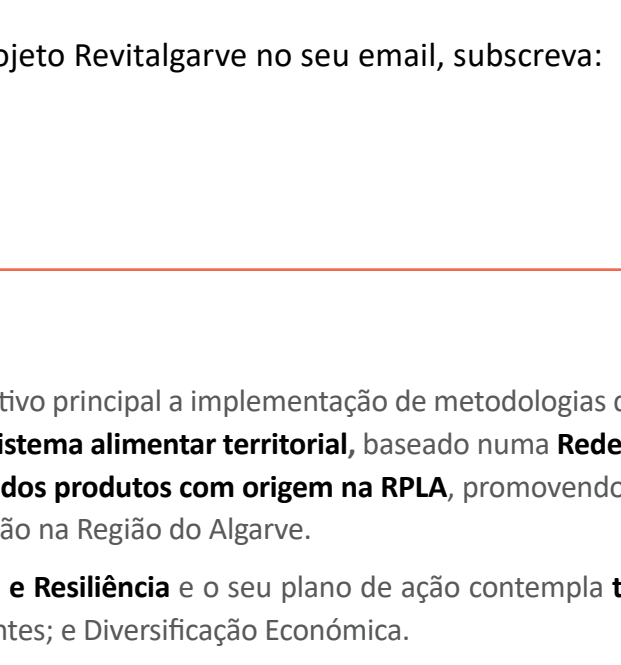 ojeto Revitalgarve no seu email, subscreva:
tivo principal a implementação de metodologias
sistema alimentar territorial, baseado numa Rede
dos produtos com origem na RPLA, promovendo
ão na Região do Algarve.
e Resiliência e o seu plano de ação contempla
ntes; e Diversificação Económica.